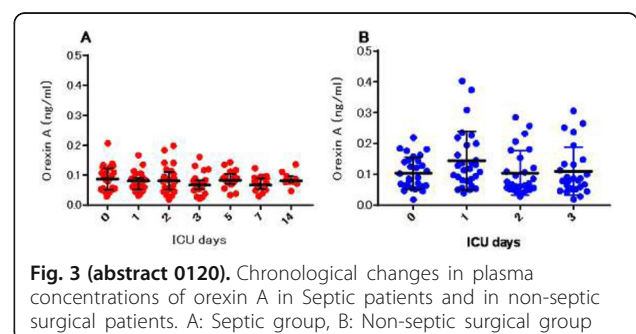 A
B
Orexin A (ng/ml)
0.5
0.4
0.3
0.2
0.1
0.0
0 1 2 3 5 7 14
ICU days
Orexin A (ng/ml)
0.5
0.4
0.3
0.2
0.1
0.0
0 1 2 3
ICU days
Fig. 3 (abstract 0120). Chronological changes in plasma
concentrations of orexin A in Septic patients and in non-septic
surgical patients. A: Septic group, B: Non-septic surgical group